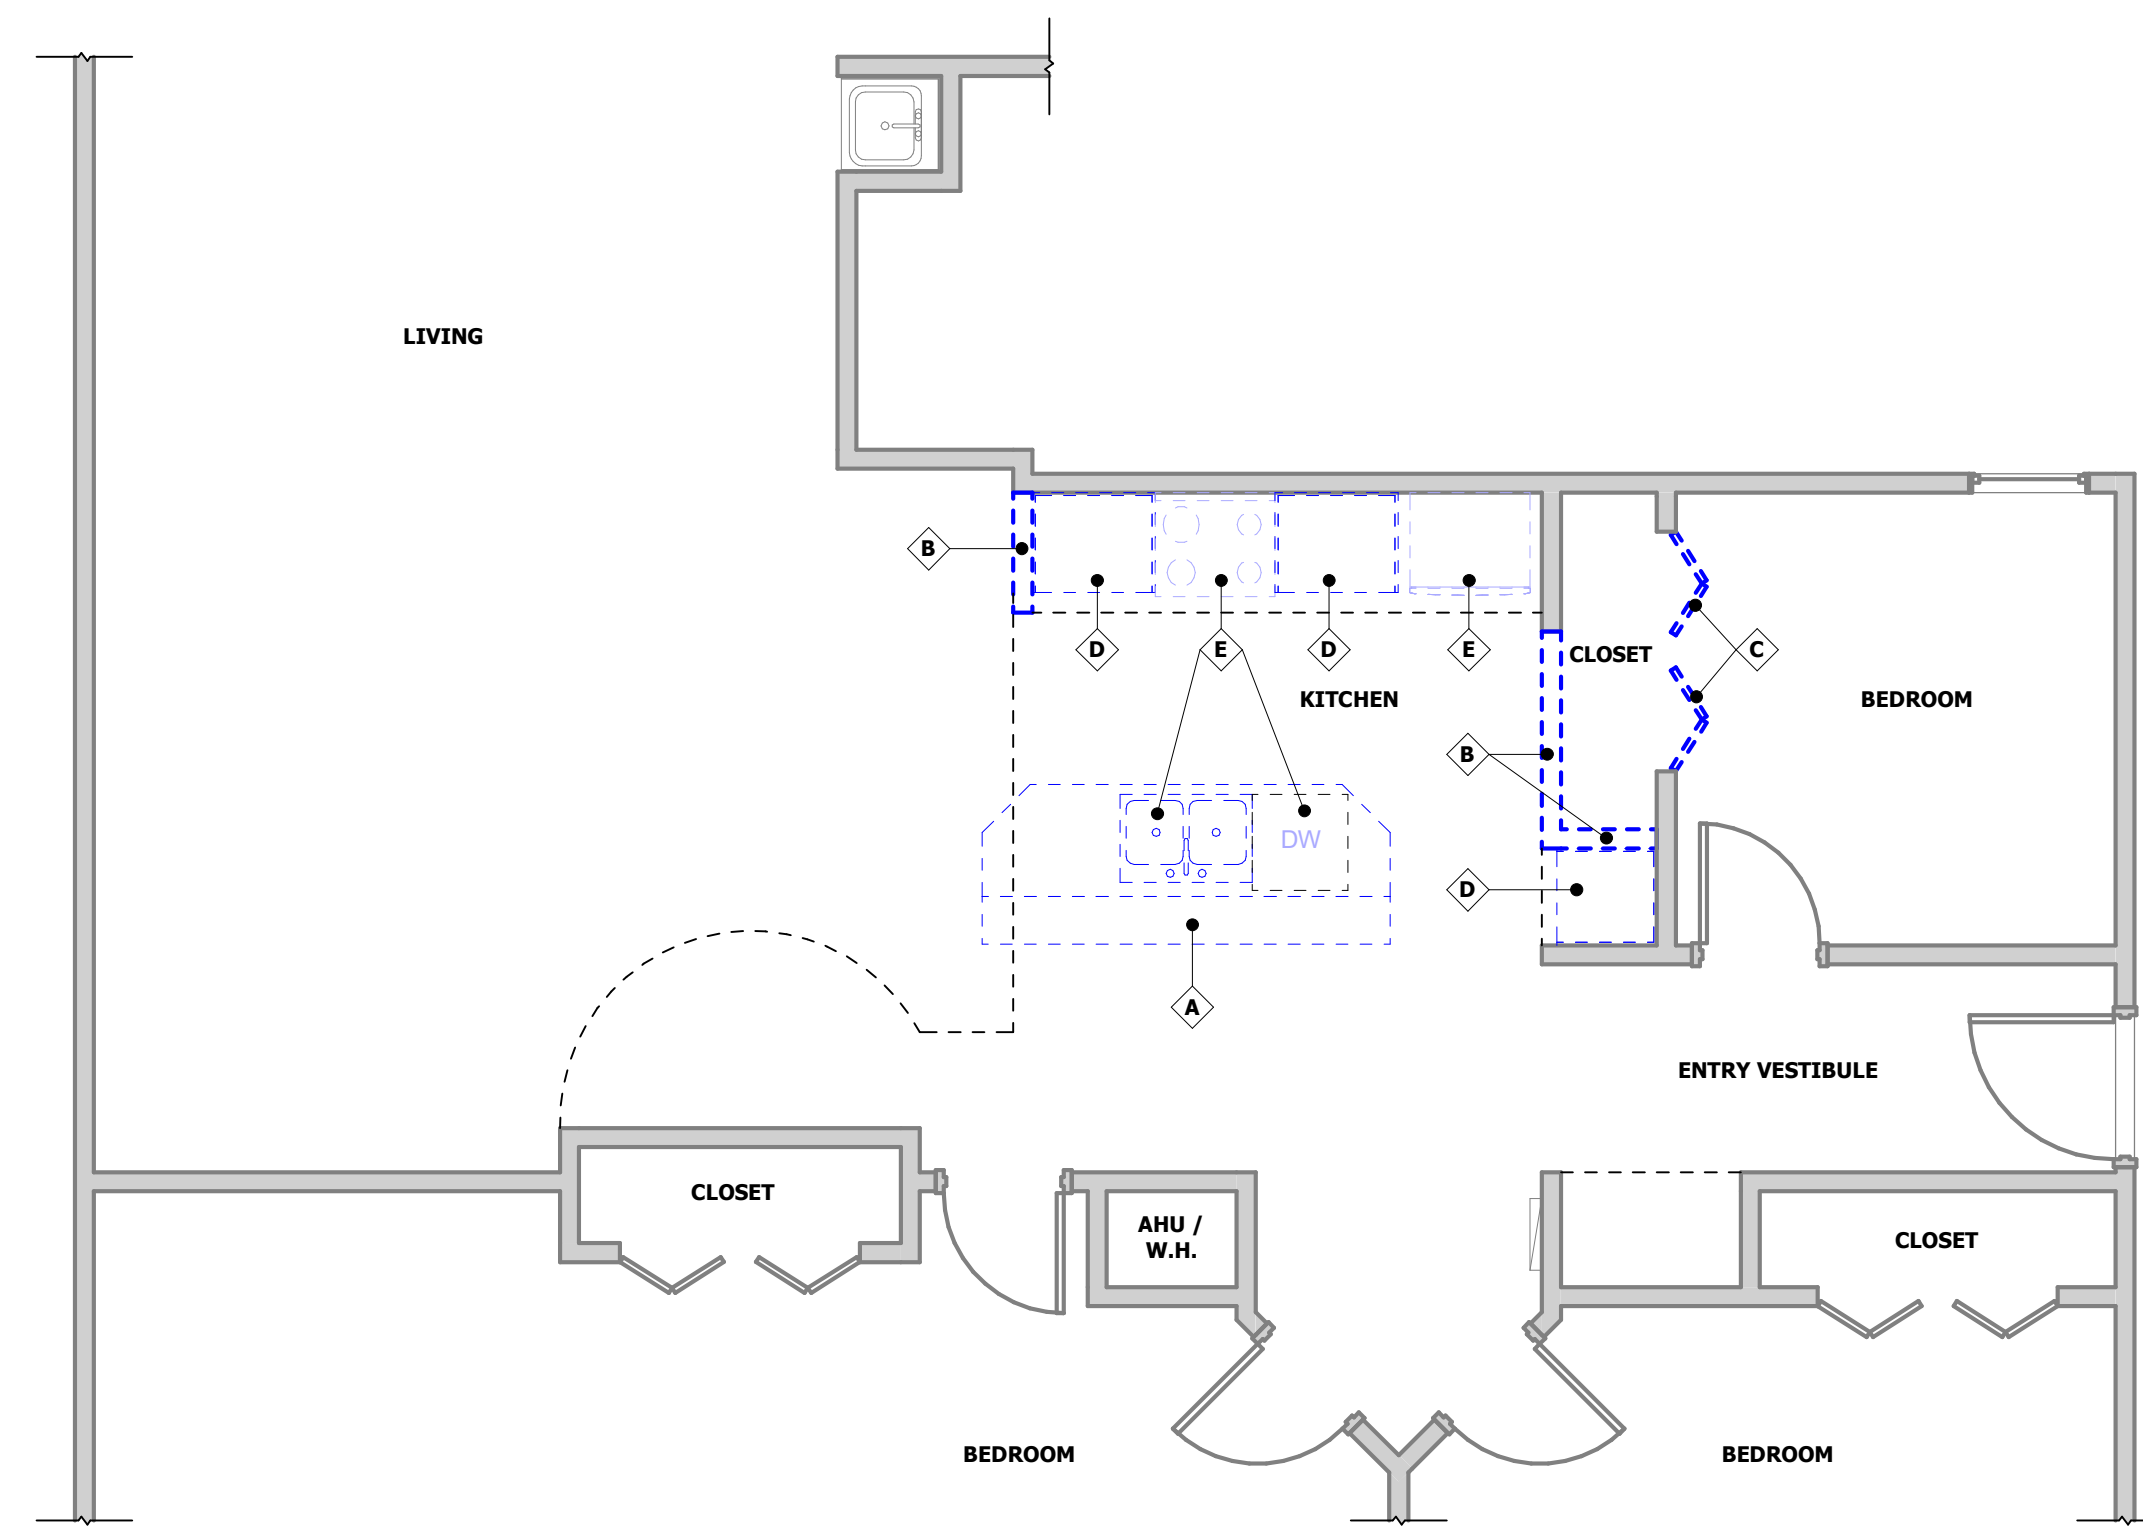 LIVING
B
D
E
D
E
CLOSET
C
KITCHEN
BEDROOM
B
DW
D
A
ENTRY VESTIBULE
CLOSET
AHU /
W.H.
CLOSET
BEDROOM
BEDROOM